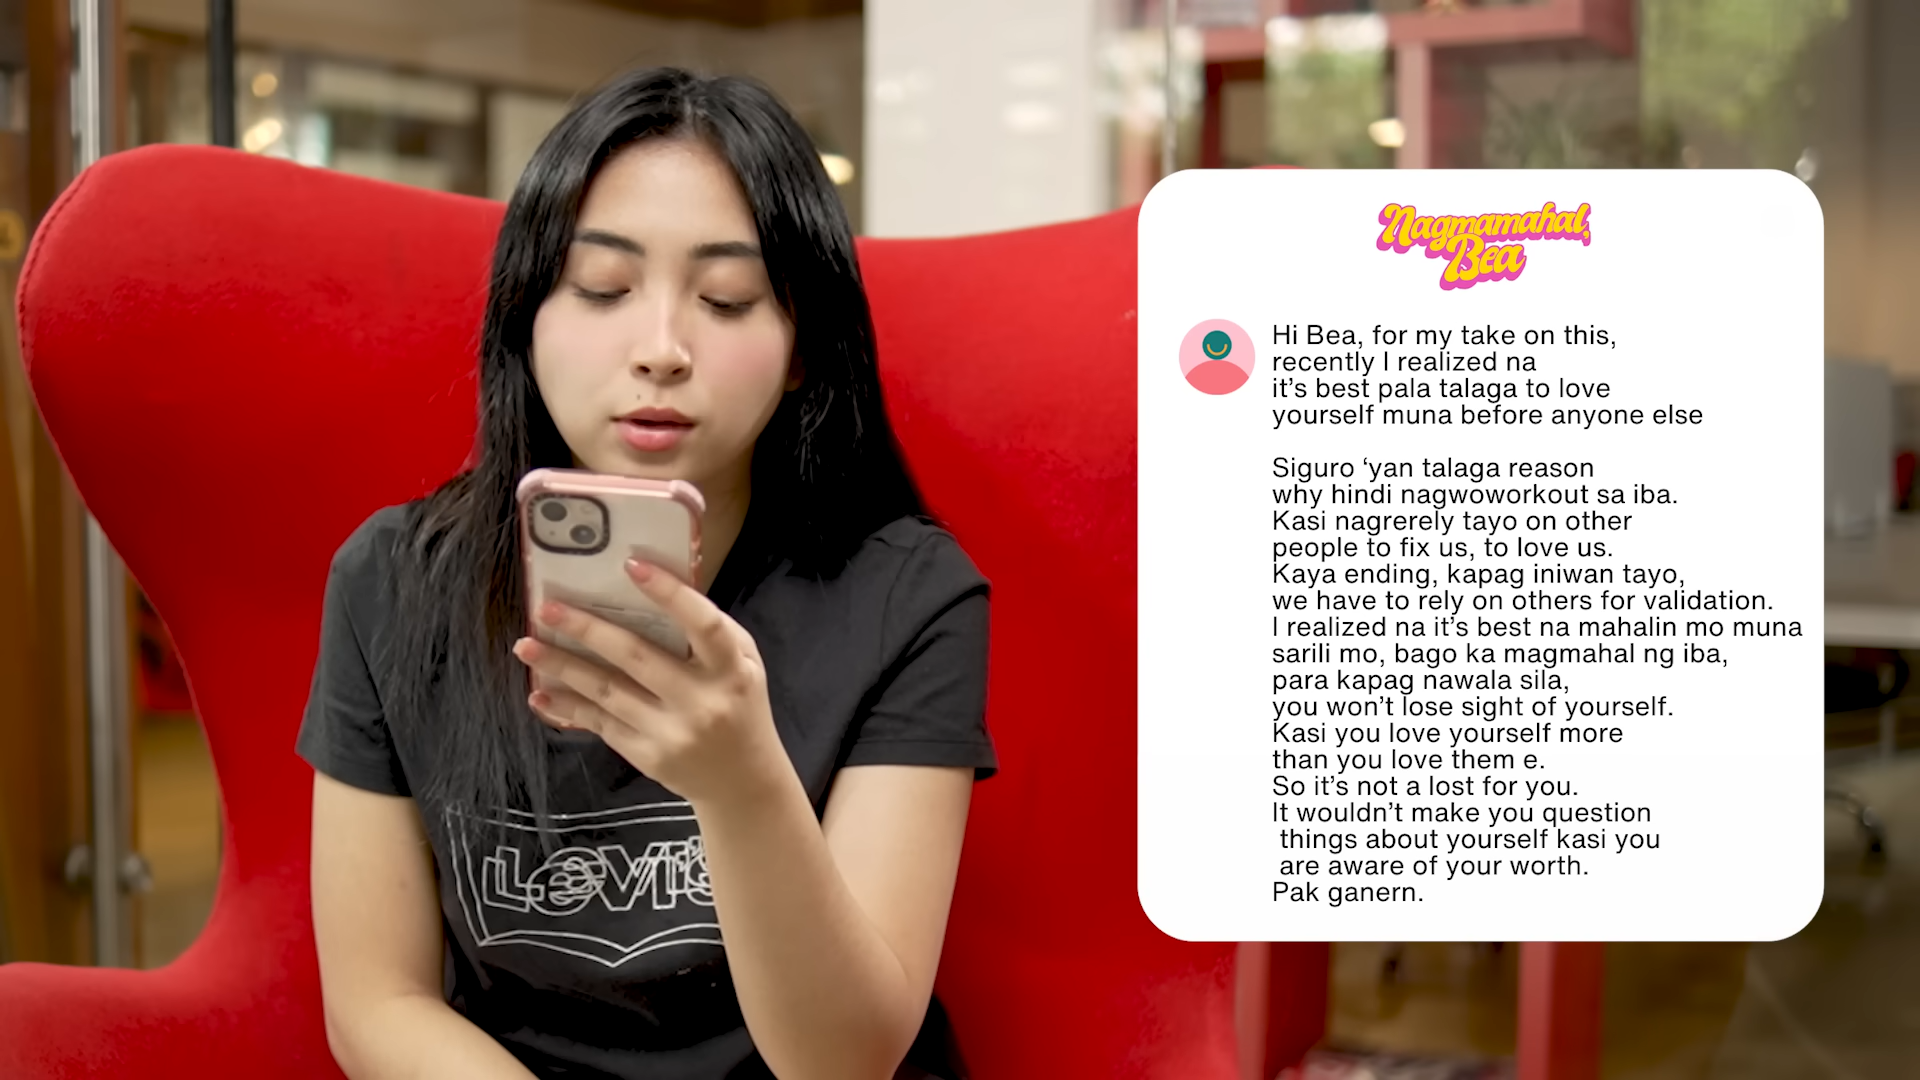 Nagmamahal,
Bea
Hi Bea, for my take on this,
recently I realized na
it’s best pala talaga to love
yourself muna before anyone else
Siguro ‘yan talaga reason
why hindi nagwoworkout sa iba.
Kasi nagrerely tayo on other
people to fix us, to love us.
Kaya ending, kapag iniwan tayo,
we have to rely on others for validation.
I realized na it’s best na mahalin mo muna
sarili mo, bago ka magmahal ng iba,
para kapag nawala sila,
you won’t lose sight of yourself.
Kasi you love yourself more
than you love them e.
So it’s not a lost for you.
It wouldn’t make you question
things about yourself kasi you
are aware of your worth.
Pak ganern.
Levi's